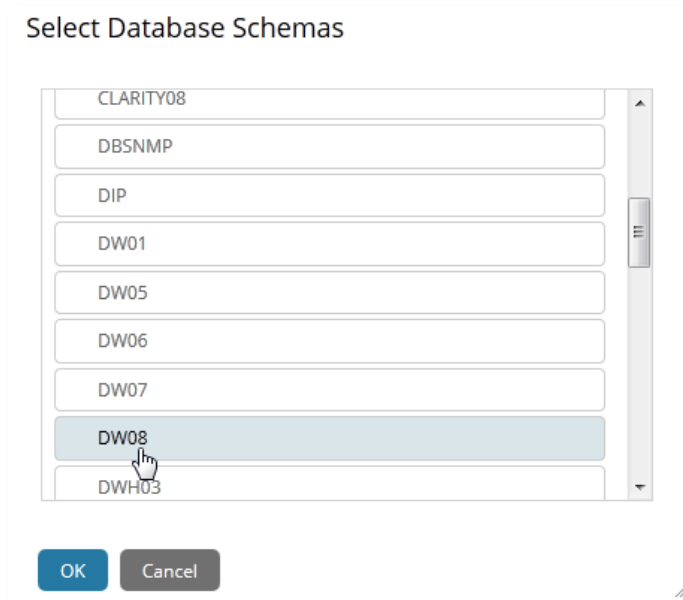 Select Database Schemas
CLARITY08
DBSNMP
DIP
DW01
DW05
DW06
DW07
DW08
DWH03
OK Cancel